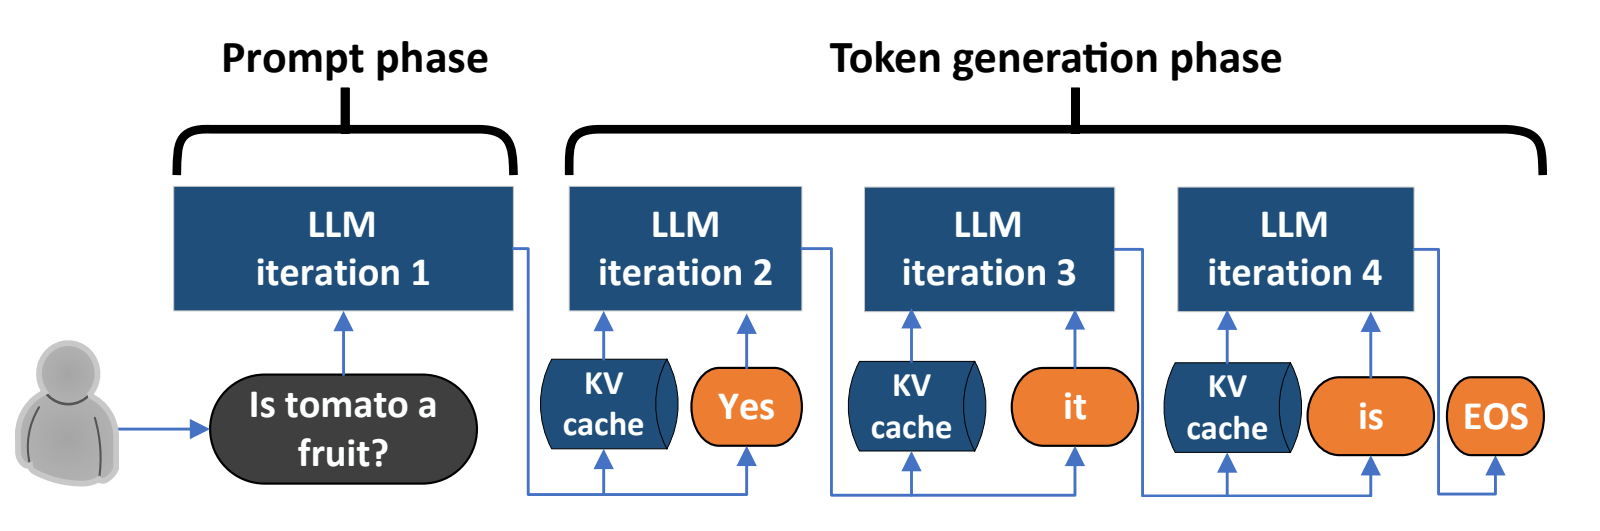 Prompt phase
Token generation phase
LLM
iteration 1
LLM
iteration 2
LLM
iteration 3
LLM
iteration 4
Is tomato a
fruit?
KV
cache
Yes
KV
cache
it
KV
cache
is
EOS